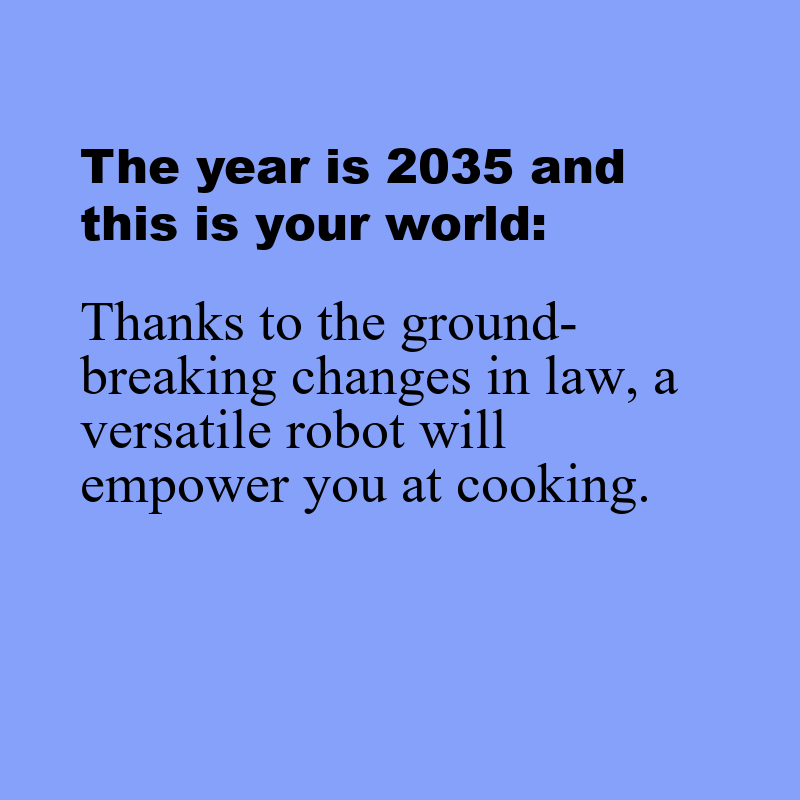 The year is 2035 and
this is your world:
Thanks to the ground-
breaking changes in law, a
versatile robot will
empower you at cooking.